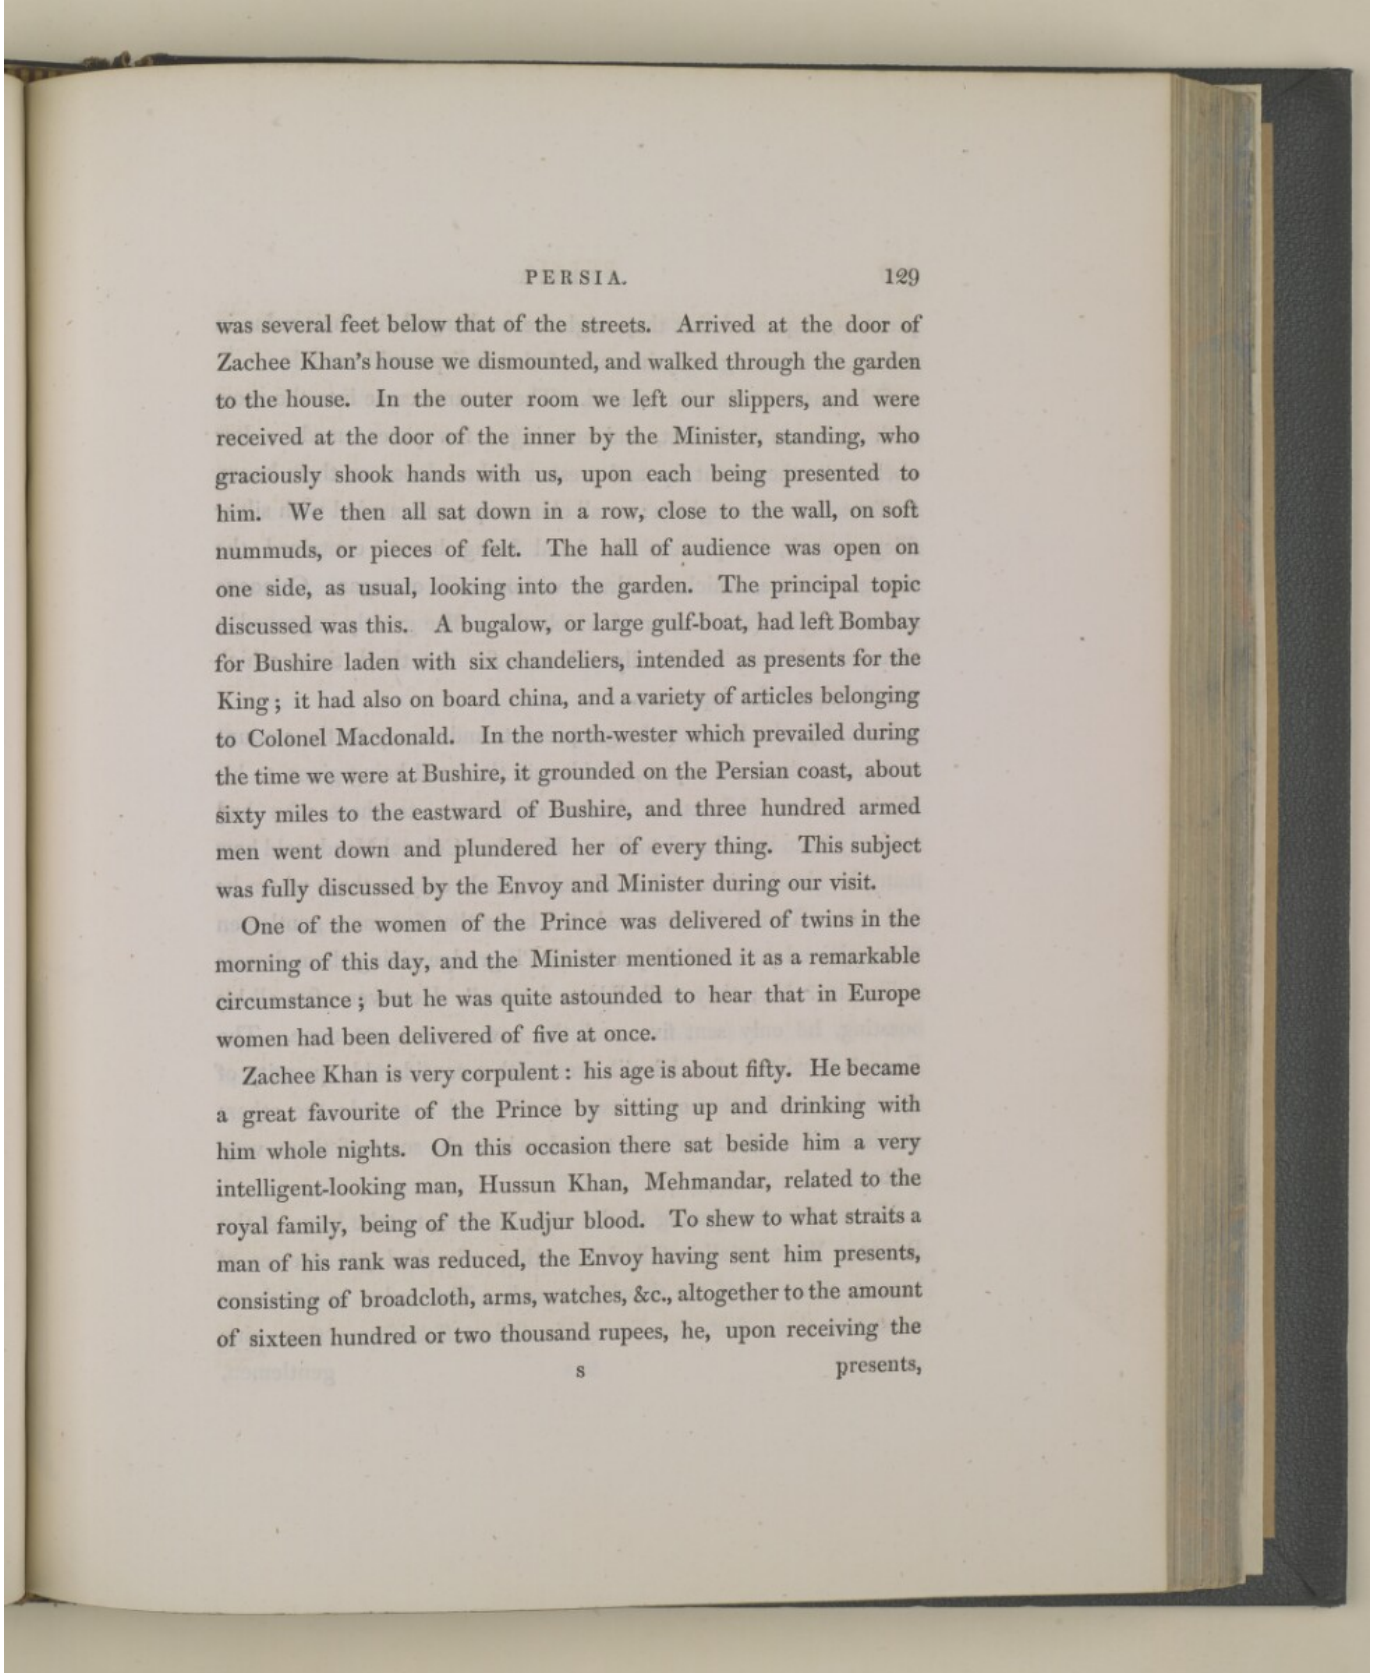 PERSIA. 129
was several feet below that of the streets. Arrived at the door of
Zachee Khan's house we dismounted, and walked through the garden
to the house. In the outer room we left our slippers, and were
received at the door of the inner by the Minister, standing, who
graciously shook hands with us, upon each being presented to
him. We then all sat down in a row, close to the wall, on soft
nummuds, or pieces of felt. The hall of audience was open on
one side, as usual, looking into the garden. The principal topic
discussed was this. A bugalow, or large gulf-boat, had left Bombay
for Bushire laden with six chandeliers, intended as presents for the
King; it had also on board china, and a variety of articles belonging
to Colonel Macdonald. In the north-wester which prevailed during
the time we were at Bushire, it grounded on the Persian coast, about
sixty miles to the eastward of Bushire, and three hundred armed
men went down and plundered her of every thing. This subject
was fully discussed by the Envoy and Minister during our visit.
One of the women of the Prince was delivered of twins in the
morning of this day, and the Minister mentioned it as a remarkable
circumstance; but he was quite astounded to hear that in Europe
women had been delivered of five at once.
Zachee Khan is very corpulent: his age is about fifty. He became
a great favourite of the Prince by sitting up and drinking with
him whole nights. On this occasion there sat beside him a very
intelligent-looking man, Hussun Khan, Mehmandar, related to the
royal family, being of the Kudjur blood. To shew to what straits a
man of his rank was reduced, the Envoy having sent him presents,
consisting of broadcloth, arms, watches, &c., altogether to the amount
of sixteen hundred or two thousand rupees, he, upon receiving the
s presents,